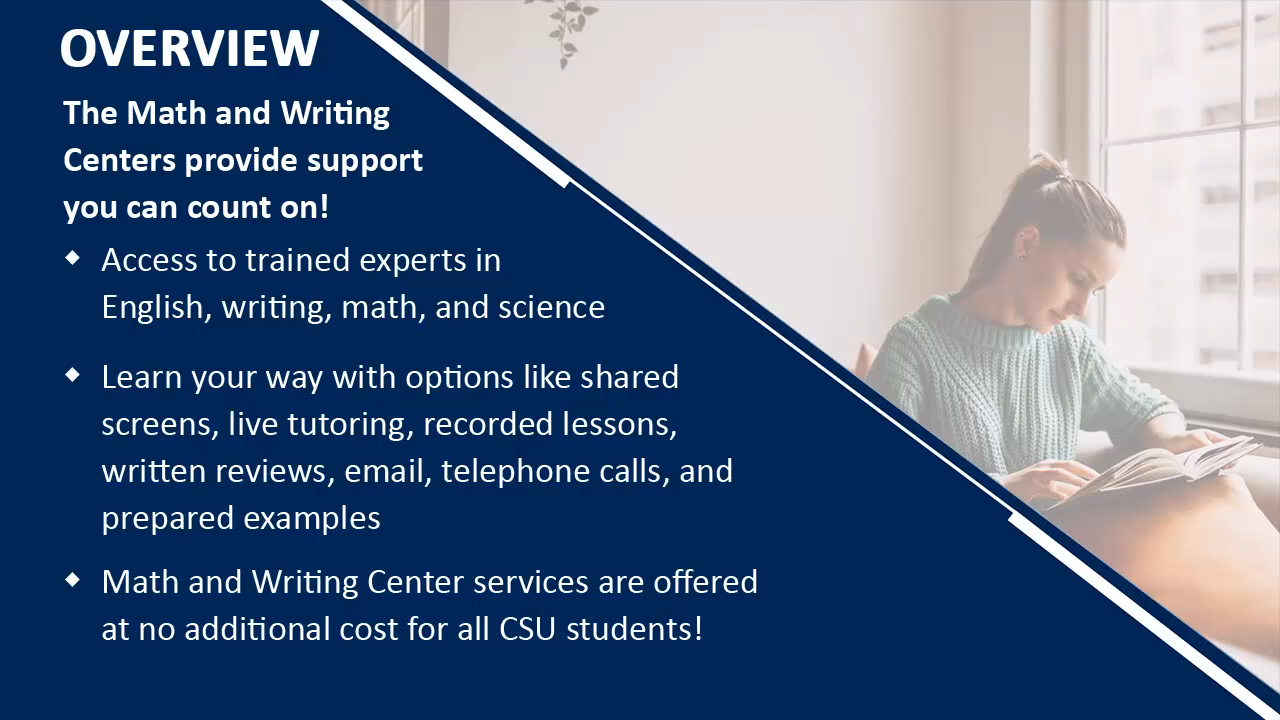 OVERVIEW
The Math and Writing
Centers provide support
you can count on!
Access to trained experts in
English, writing, math, and science
Learn your way with options like shared
screens, live tutoring, recorded lessons,
written reviews, email, telephone calls, and
prepared examples
Math and Writing Center services are offered
at no additional cost for all CSU students!